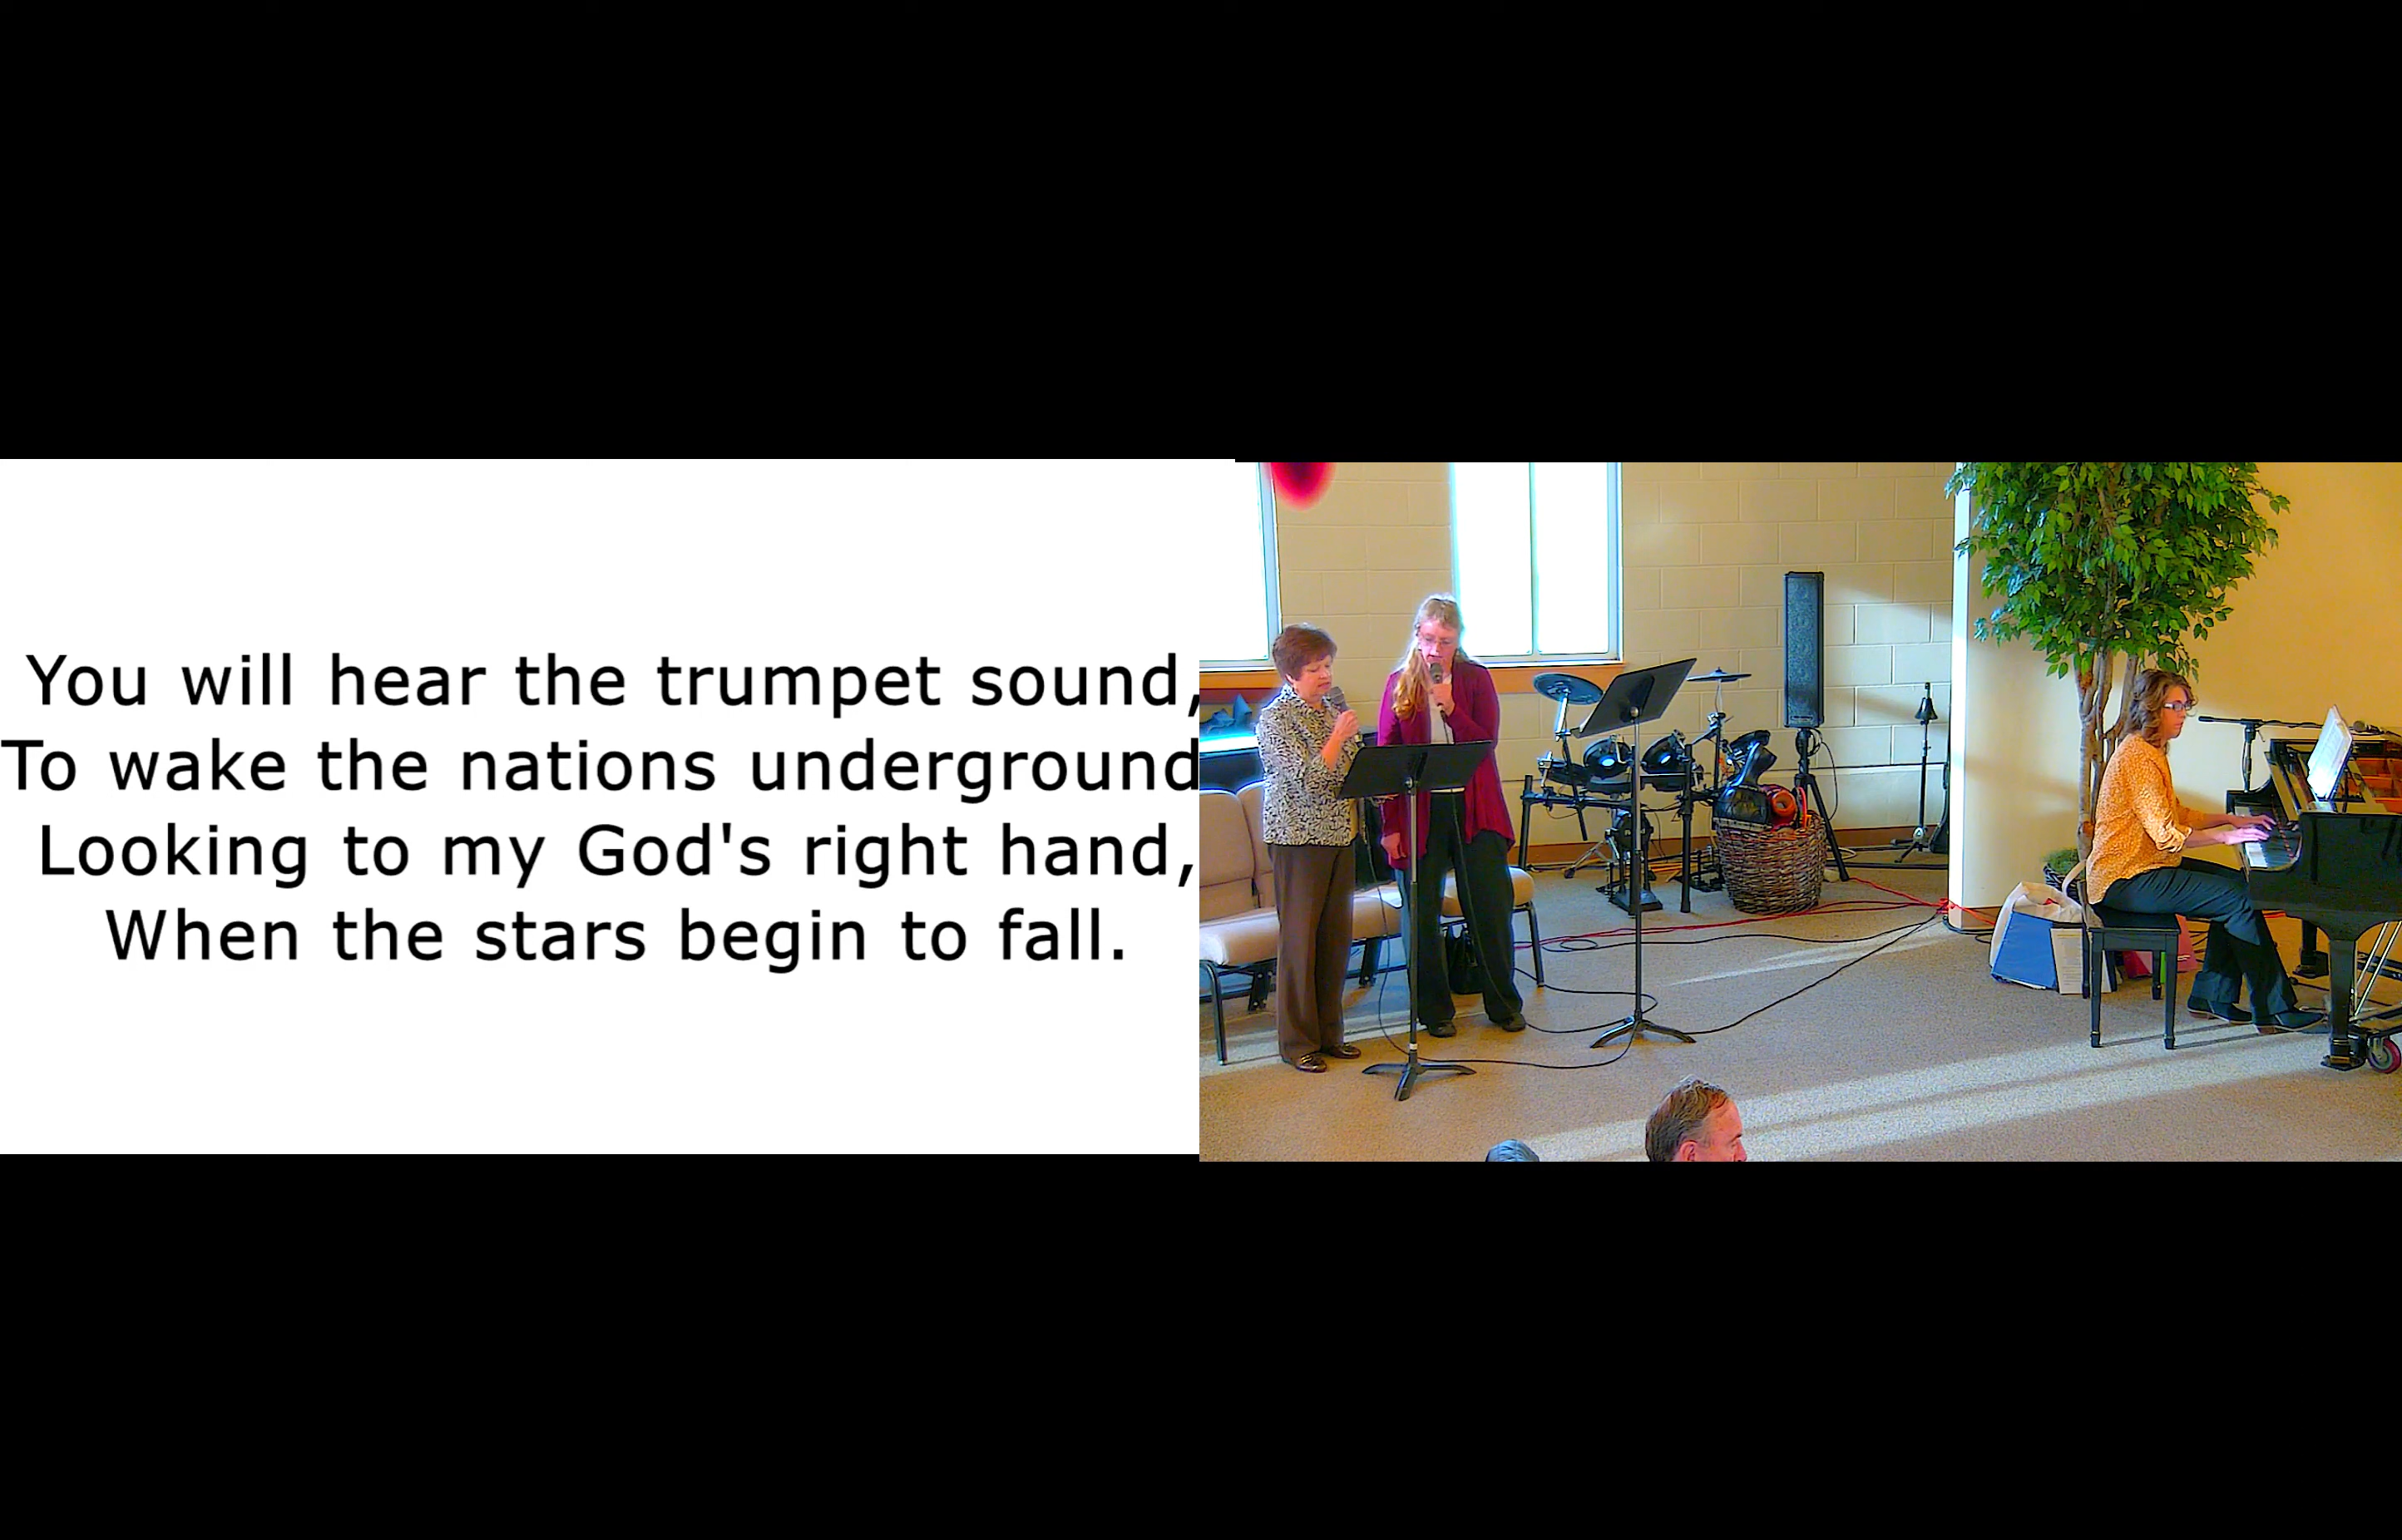 You will hear the trumpet sound,
To wake the nations underground
Looking to my God's right hand,
When the stars begin to fall.